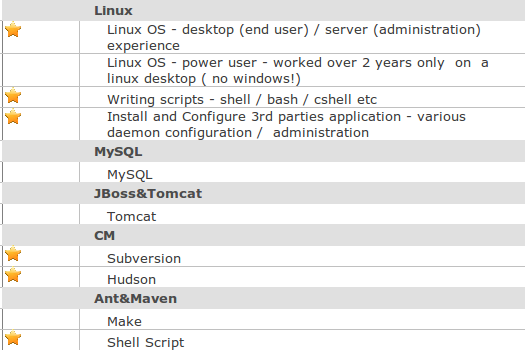 Linux
Linux OS - desktop (end user) / server (administration)
experience
Linux OS - power user - worked over 2 years only on a
linux desktop ( no windows!)
Writing scripts - shell / bash / cshell etc
Install and Configure 3rd parties application - various
daemon configuration / administration
MySQL
MySQL
JBoss&Tomcat
Tomcat
CM
Subversion
Hudson
Ant&Maven
Make
Shell Script